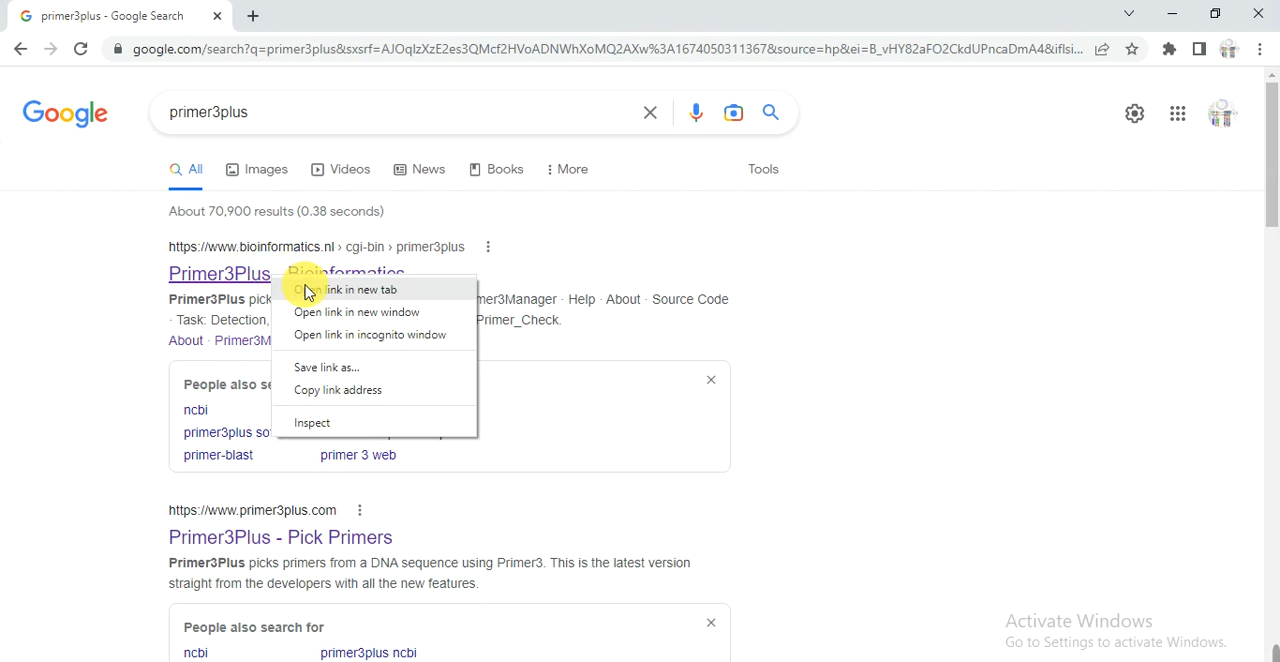 primer3plus - Google Search
google.com/search?q=primer3plus&sxsrf=AJOqlzXzE2es3QMcf2HVoADNWhXoMQ2AXw%3A1674050311367&source=hp&ei=B_vHY82aFO2CkdUPncaDmA4&iflsi...
Google
primer3plus
All Images Videos News Books More Tools
About 70,900 results (0.38 seconds)
https://www.bioinformatics.nl › cgi-bin › primer3plus
Primer3Plus - Bioinformatics
Open link in new tab
Primer3Plus Help · About · Source Code
Open link in new window
· Task: Detection, Primer_Check.
Open link in incognito window
About ·
Save link as...
People also
Copy link address
ncbi
Inspect
primer3plus
primer-blast primer 3 web
https://www.primer3plus.com
Primer3Plus - Pick Primers
Primer3Plus picks primers from a DNA sequence using Primer3. This is the latest version
straight from the developers with all the new features.
People also search for
ncbi primer3plus ncbi
Activate Windows
Go to Settings to activate Windows.